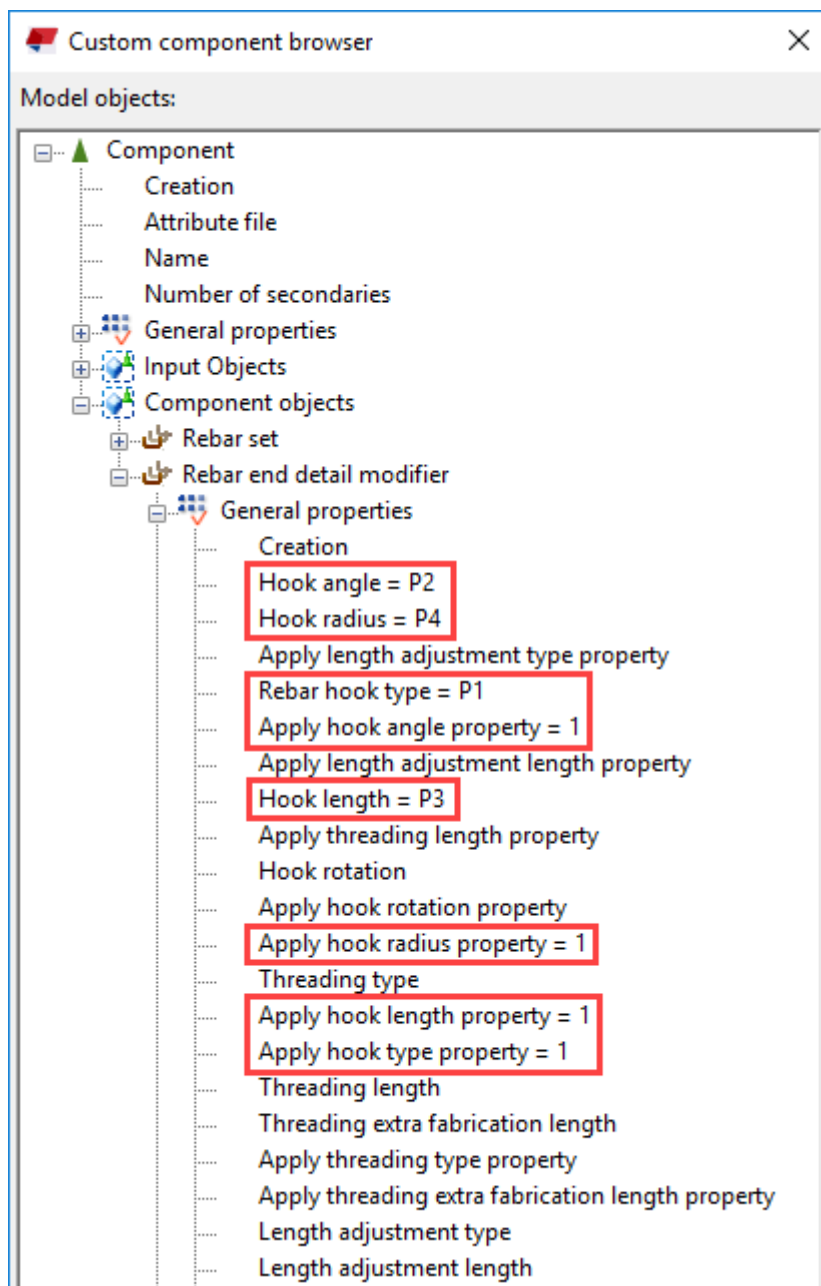 Custom component browser
Model objects:
Component
Creation
Attribute file
Name
Number of secondaries
General properties
Input Objects
Component objects
Rebar set
Rebar end detail modifier
General properties
Creation
Hook angle = P2
Hook radius = P4
Apply length adjustment type property
Rebar hook type = P1
Apply hook angle property = 1
Apply length adjustment length property
Hook length = P3
Apply threading length property
Hook rotation
Apply hook rotation property
Apply hook radius property = 1
Threading type
Apply hook length property = 1
Apply hook type property = 1
Threading length
Threading extra fabrication length
Apply threading type property
Apply threading extra fabrication length property
Length adjustment type
Length adjustment length